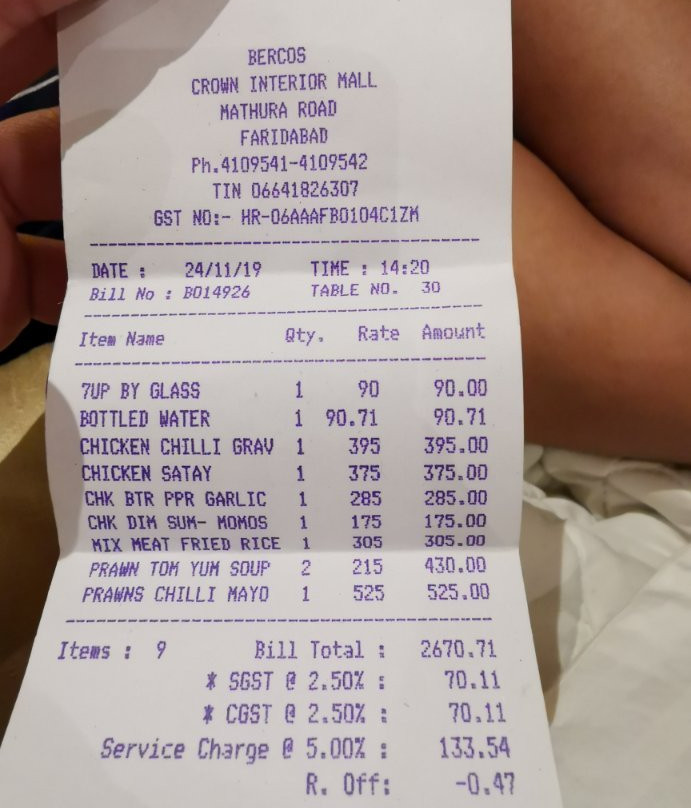 BERCOS
CROWN INTERIOR MALL
MATHURA ROAD
FARIDABAD
Ph.4109541-4109542
TIN 06641826307
GST NO:- HR-06AAAFB0104C1ZM
DATE : 24/11/19 TIME : 14:20
Bill No : B014926 TABLE NO. 30
Item Name Qty. Rate Amount
7UP BY GLASS 1 90 90.00
BOTTLED WATER 1 90.71 90.71
CHICKEN CHILLI GRAV 1 395 395.00
CHICKEN SATAY 1 375 375.00
CHK BTR PPR GARLIC 1 285 285.00
CHK DIM SUM- MOMOS 1 175 175.00
MIX MEAT FRIED RICE 1 305 305.00
PRAWN TOM YUM SOUP 2 215 430.00
PRAWNS CHILLI MAYO 1 525 525.00
Items : 9 Bill Total : 2670.71
* SGST @ 2.50% : 70.11
* CGST @ 2.50% : 70.11
Service Charge @ 5.00% : 133.54
R. Off: -0.47